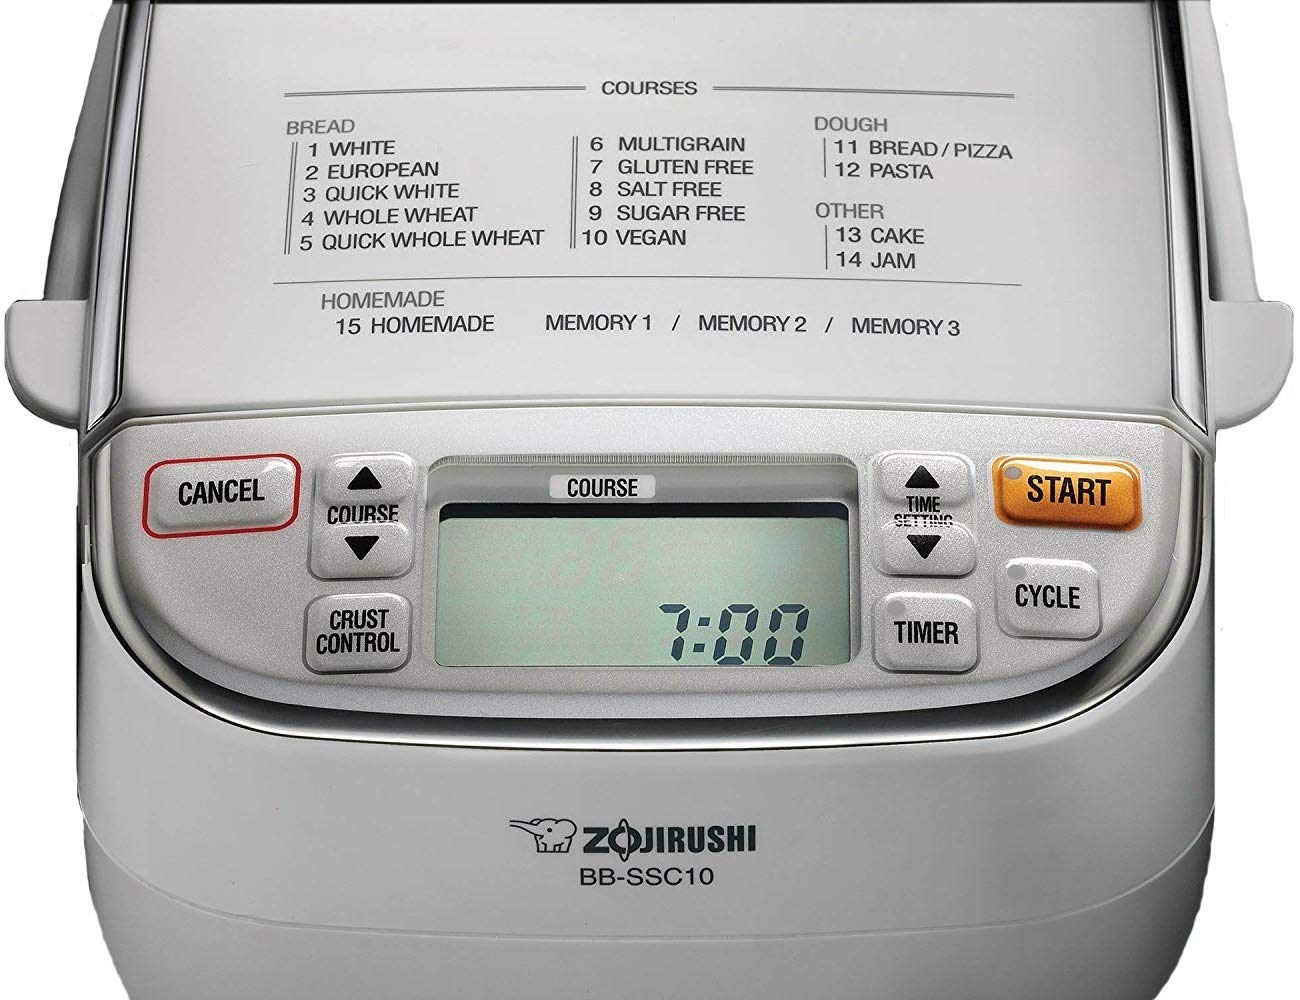 COURSES
BREAD
1 WHITE
2 EUROPEAN
3 QUICK WHITE
4 WHOLE WHEAT
5 QUICK WHOLE WHEAT
6 MULTIGRAIN
7 GLUTEN FREE
8 SALT FREE
9 SUGAR FREE
10 VEGAN
DOUGH
11 BREAD / PIZZA
12 PASTA
OTHER
13 CAKE
14 JAM
HOMEMADE
15 HOMEMADE MEMORY 1 / MEMORY 2 / MEMORY 3
CANCEL
COURSE
CRUST
CONTROL
COURSE
7:00
TIME
SETTING
TIMER
START
CYCLE
ZOJIRUSHI
BB-SSC10